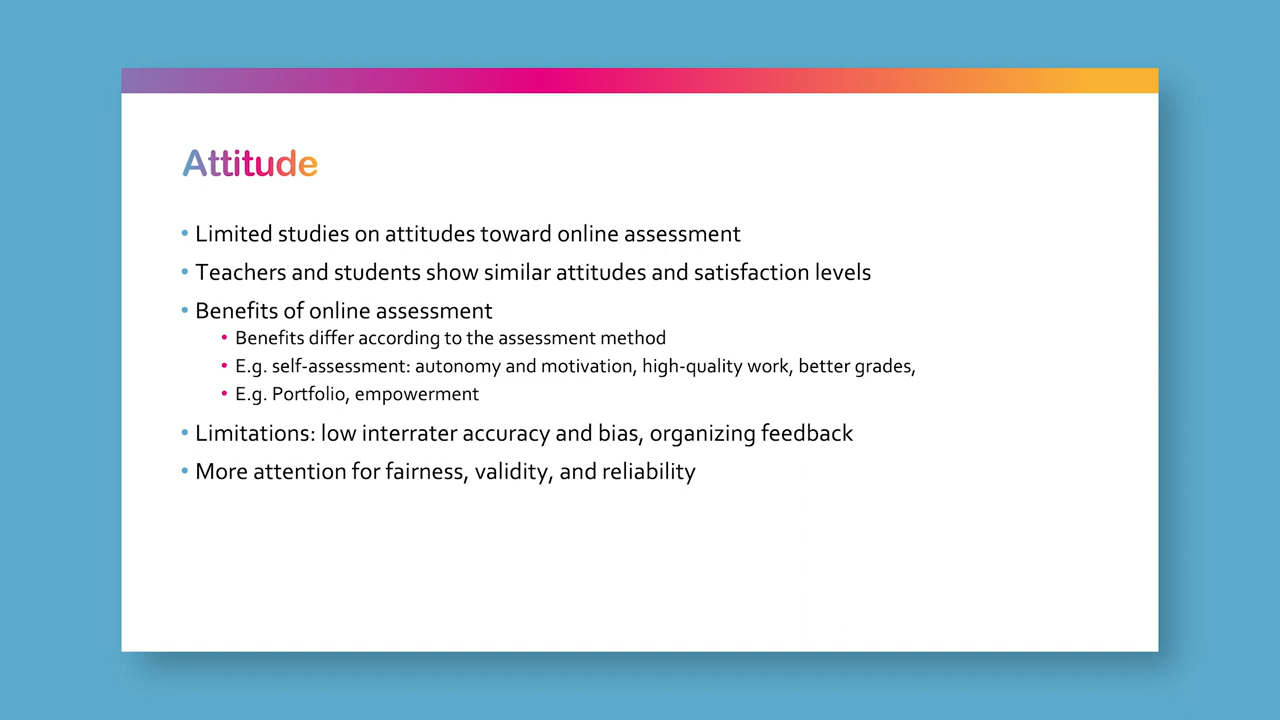 Attitude
• Limited studies on attitudes toward online assessment
• Teachers and students show similar attitudes and satisfaction levels
• Benefits of online assessment
• Benefits differ according to the assessment method
• E.g. self-assessment: autonomy and motivation, high-quality work, better grades,
• E.g. Portfolio, empowerment
• Limitations: low interrater accuracy and bias, organizing feedback
• More attention for fairness, validity, and reliability